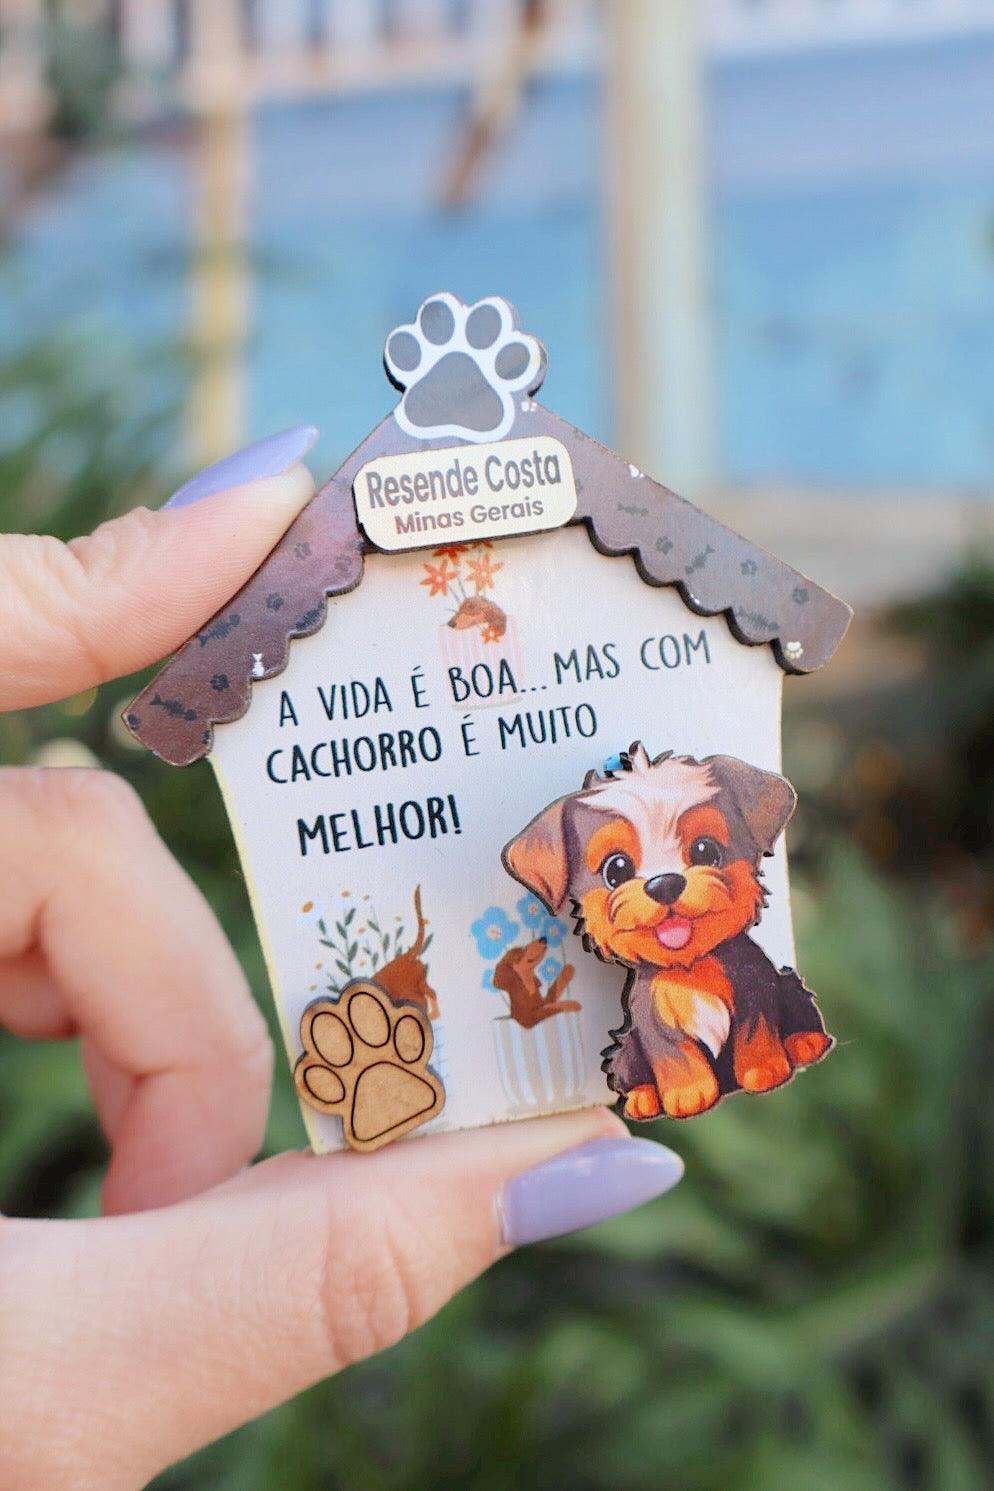 Resende Costa
Minas Gerais
A VIDA É BOA... MAS COM
CACHORRO É MUITO
MELHOR!